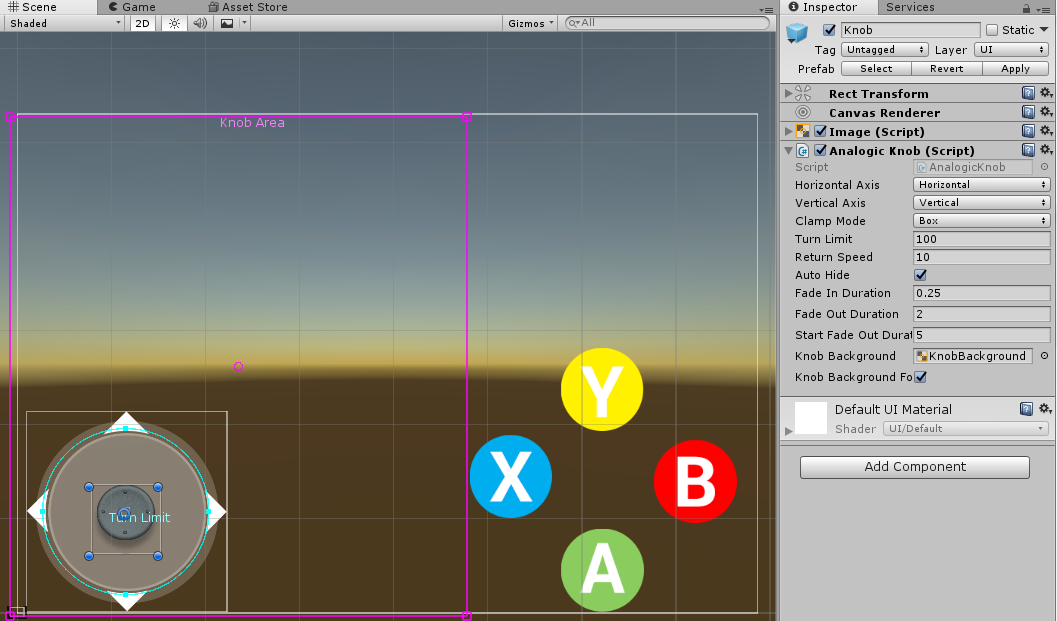 Scene Game Asset Store
Shaded 2D Gizmos All
Knob Area
Turn Limit
Y
X
B
A
Inspector Services
Knob Static
Tag Untagged Layer UI
Prefab Select Revert Apply
Rect Transform
Canvas Renderer
Image (Script)
Analogic Knob (Script)
Script AnalogicKnob
Horizontal Axis Horizontal
Vertical Axis Vertical
Clamp Mode Box
Turn Limit 100
Return Speed 10
Auto Hide
Fade In Duration 0.25
Fade Out Duration 2
Start Fade Out Durat 5
Knob Background KnobBackground
Knob Background Fo
Default UI Material
Shader UI/Default
Add Component